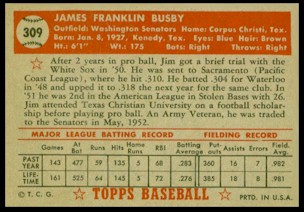 309
JAMES FRANKLIN BUSBY
Outfield: Washington Senators Home: Corpus Christi, Tex.
Born: Jan. 8, 1927, Kenedy, Tex. Eyes: Blue Hair: Brown
Ht.: 6'1" Wt.: 175 Bats: Right Throws: Right
After 2 years in pro ball, Jim got a brief trial with the
White Sox in '50. He was sent to Sacramento (Pacific
Coast League), where he hit .310. He batted .304 for Waterloo
in '48 and upped it to .318 the next year for the same team. In
'51 he was 2nd in the American League in Stolen Bases with 26.
Jim attended Texas Christian University on a football scholar-
ship before playing pro ball. An Army Veteran, he was traded
to the Senators in May, 1952.
MAJOR LEAGUE BATTING RECORD FIELDING RECORD
Games At Bat Runs Hits Home Runs RBI Batting Average Put-outs Assists Errors Field. Avg.
PAST YEAR 143 477 59 135 5 68 .283 360 16 7 .982
LIFE-TIME 161 525 64 145 5 72 385 16 7
TOPPS BASEBALL
© T. C. G. PRTD. IN U.S.A.